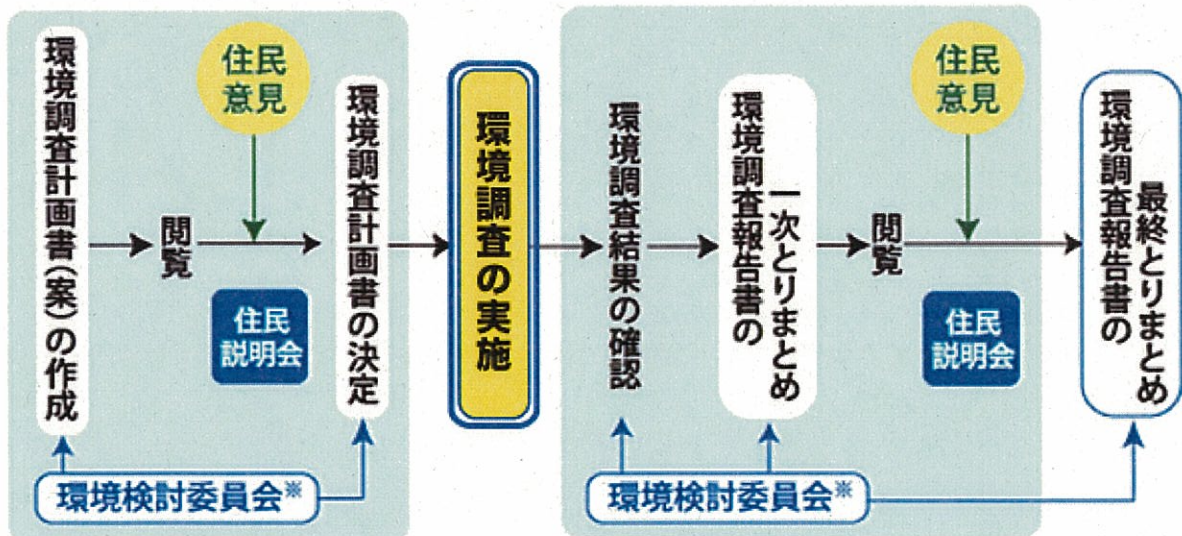 環境調査計画書(案)の作成
閲覧
住民
意見
住民
説明会
環境調査計画書の決定
環境検討委員会※
環境調査の実施
環境調査結果の確認
環境調査報告書の
一次とりまとめ
閲覧
住民
意見
住民
説明会
環境調査報告書の
最終とりまとめ
環境検討委員会※